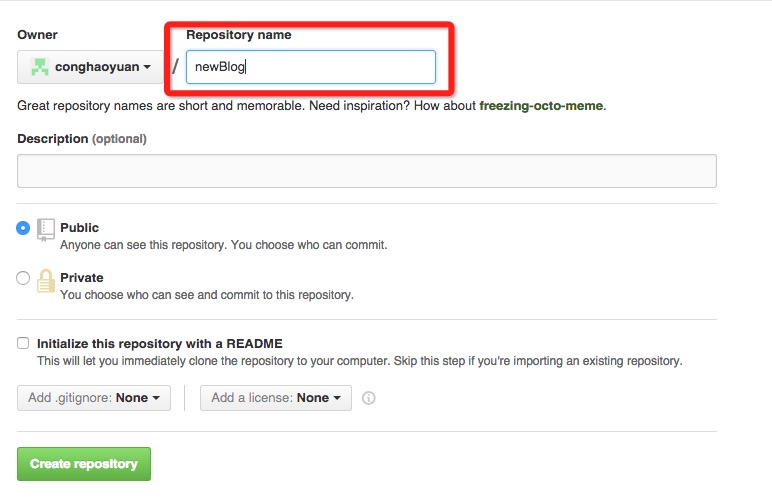 Owner Repository name
conghaoyuan / newBlog
Great repository names are short and memorable. Need inspiration? How about freezing-octo-meme.
Description (optional)
Public
Anyone can see this repository. You choose who can commit.
Private
You choose who can see and commit to this repository.
Initialize this repository with a README
This will let you immediately clone the repository to your computer. Skip this step if you're importing an existing repository.
Add .gitignore: None Add a license: None
Create repository